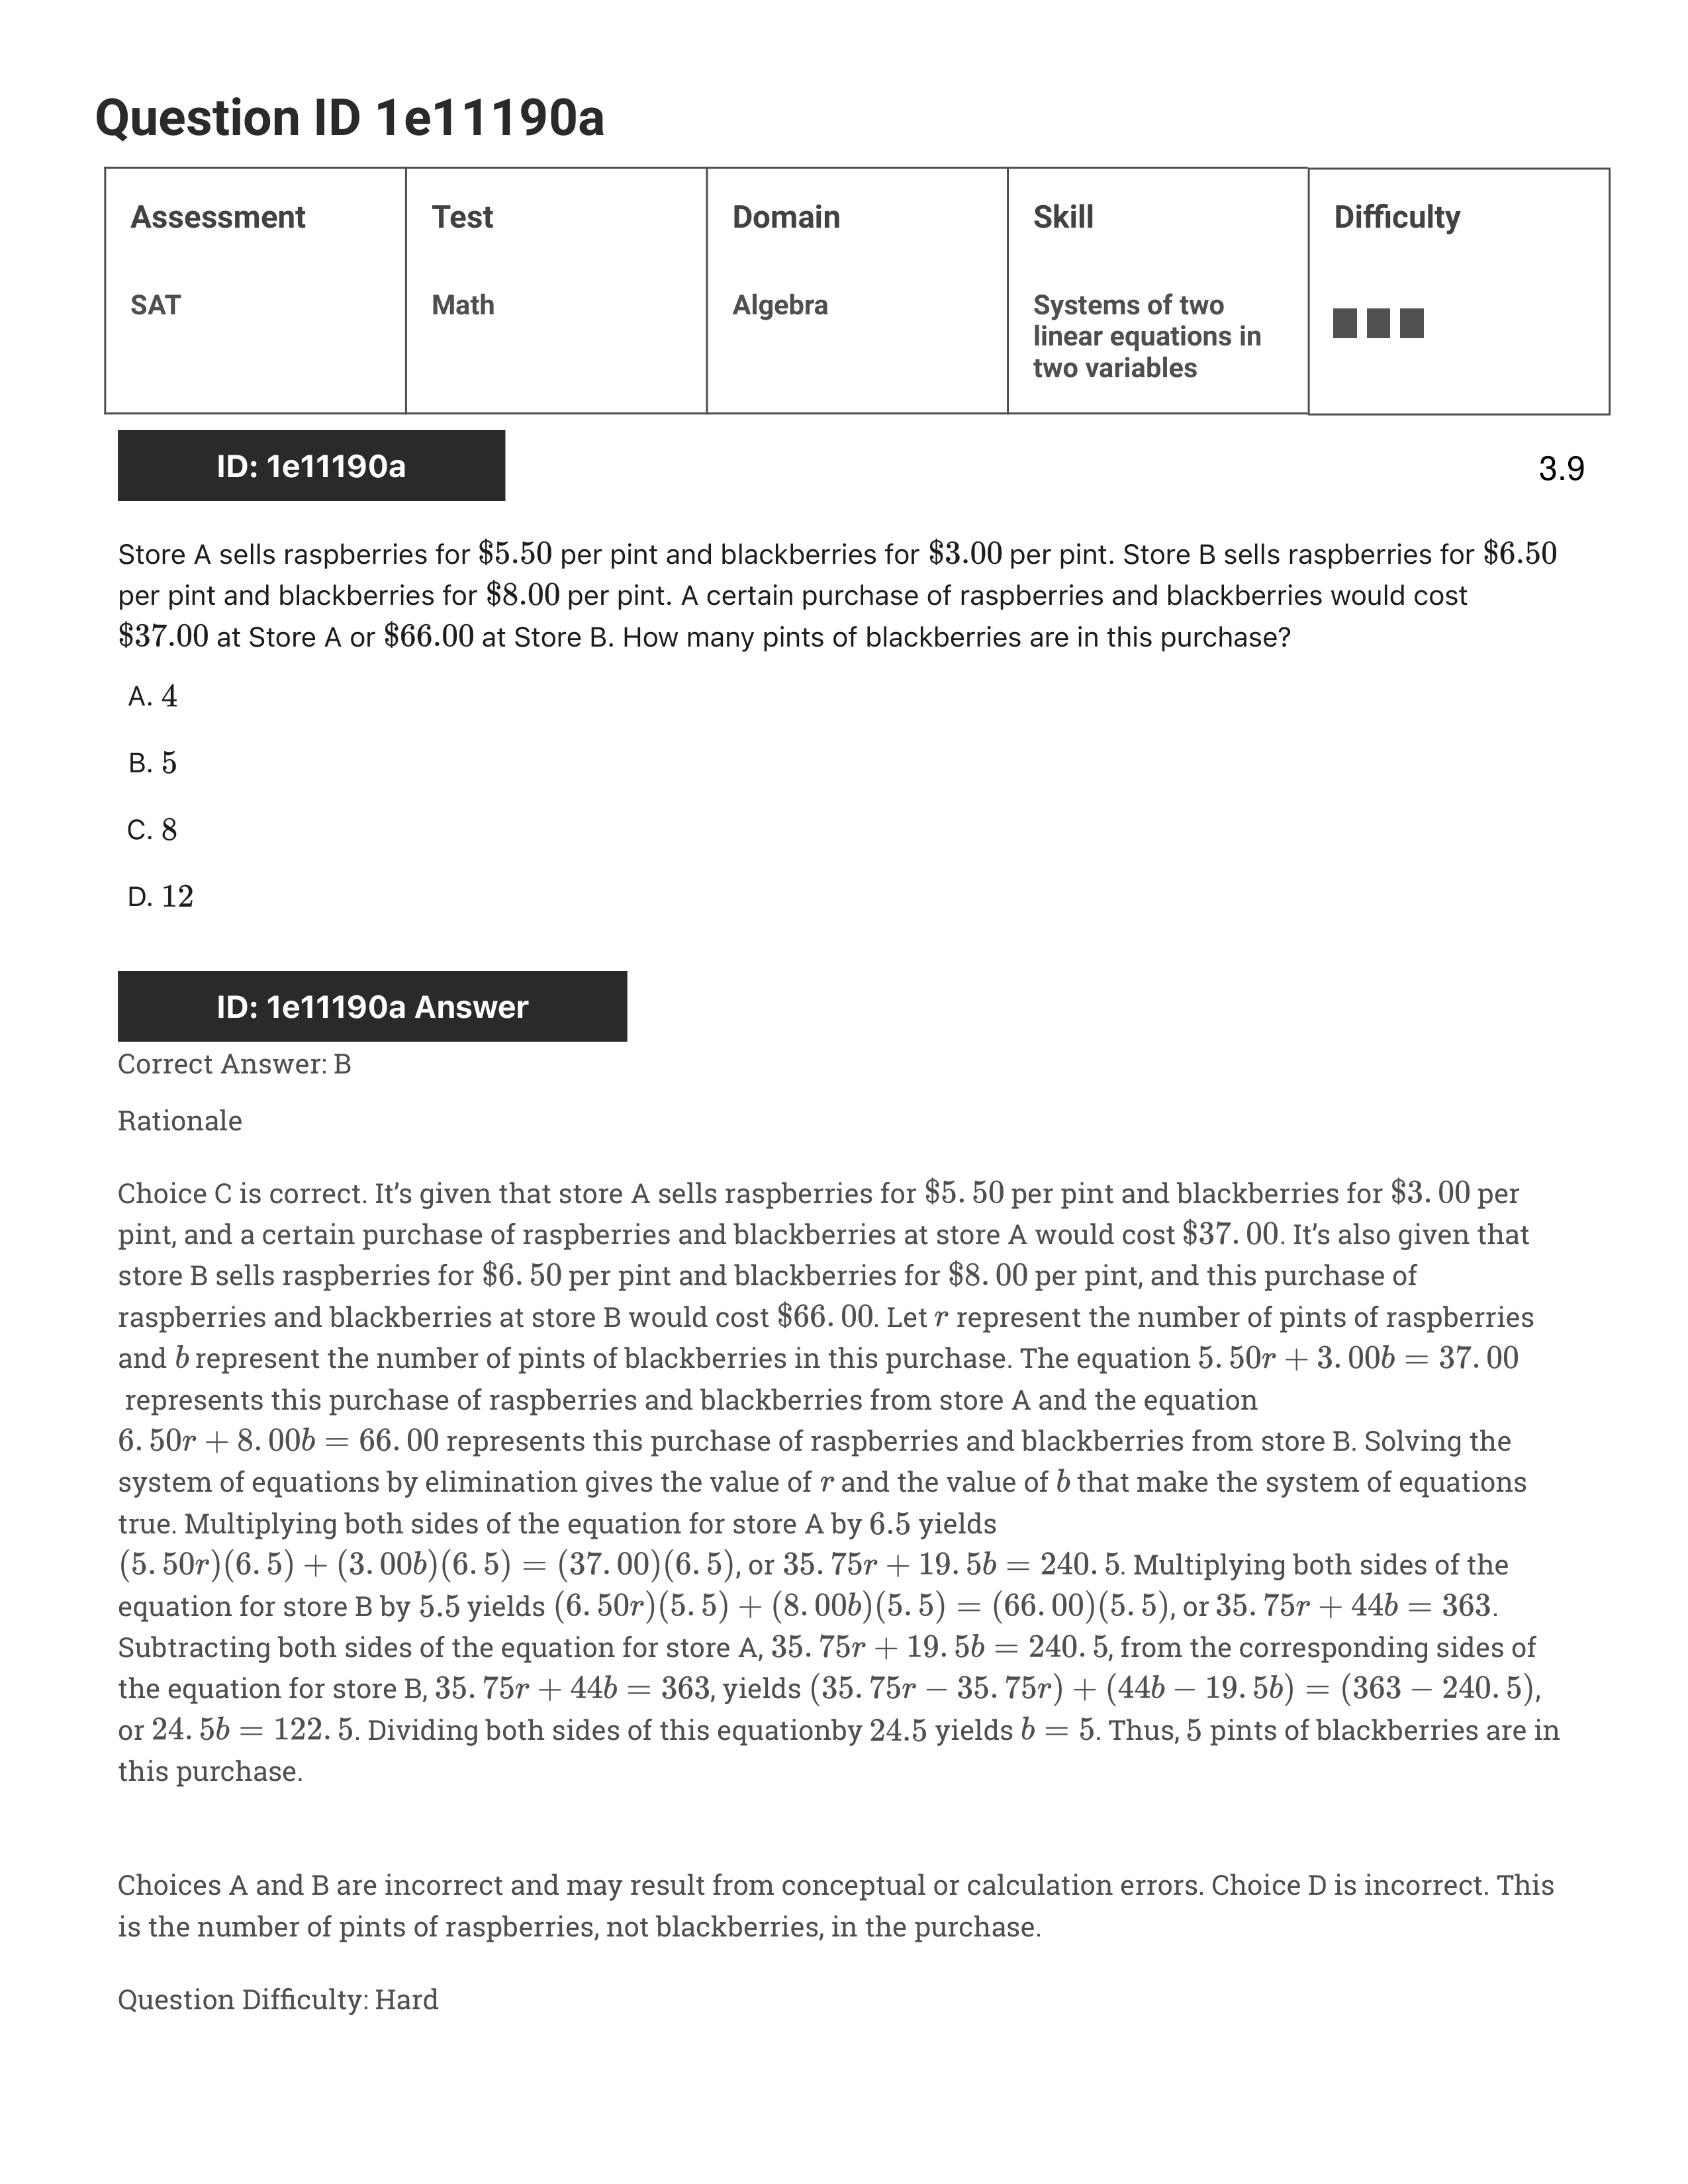 Question ID 1e11190a
Assessment
Test
Domain
Skill
Difficulty
SAT
Math
Algebra
Systems of two
linear equations in
two variables
ID: 1e11190a
3.9
Store A sells raspberries for $5.50 per pint and blackberries for $3.00 per pint. Store B sells raspberries for $6.50
per pint and blackberries for $8.00 per pint. A certain purchase of raspberries and blackberries would cost
$37.00 at Store A or $66.00 at Store B. How many pints of blackberries are in this purchase?
A. 4
B. 5
C. 8
D. 12
ID: 1e11190a Answer
Correct Answer: B
Rationale
Choice C is correct. It’s given that store A sells raspberries for $5. 50 per pint and blackberries for $3. 00 per
pint, and a certain purchase of raspberries and blackberries at store A would cost $37. 00. It’s also given that
store B sells raspberries for $6. 50 per pint and blackberries for $8. 00 per pint, and this purchase of
raspberries and blackberries at store B would cost $66. 00. Let r represent the number of pints of raspberries
and b represent the number of pints of blackberries in this purchase. The equation 5. 50r + 3. 00b = 37. 00
represents this purchase of raspberries and blackberries from store A and the equation
6. 50r + 8. 00b = 66. 00 represents this purchase of raspberries and blackberries from store B. Solving the
system of equations by elimination gives the value of r and the value of b that make the system of equations
true. Multiplying both sides of the equation for store A by 6.5 yields
(5. 50r)(6. 5) + (3. 00b)(6. 5) = (37. 00)(6. 5), or 35. 75r + 19. 5b = 240. 5. Multiplying both sides of the
equation for store B by 5.5 yields (6. 50r)(5. 5) + (8. 00b)(5. 5) = (66. 00)(5. 5), or 35. 75r + 44b = 363.
Subtracting both sides of the equation for store A, 35. 75r + 19. 5b = 240. 5, from the corresponding sides of
the equation for store B, 35. 75r + 44b = 363, yields (35. 75r − 35. 75r) + (44b − 19. 5b) = (363 − 240. 5),
or 24. 5b = 122. 5. Dividing both sides of this equationby 24.5 yields b = 5. Thus, 5 pints of blackberries are in
this purchase.
Choices A and B are incorrect and may result from conceptual or calculation errors. Choice D is incorrect. This
is the number of pints of raspberries, not blackberries, in the purchase.
Question Difficulty: Hard